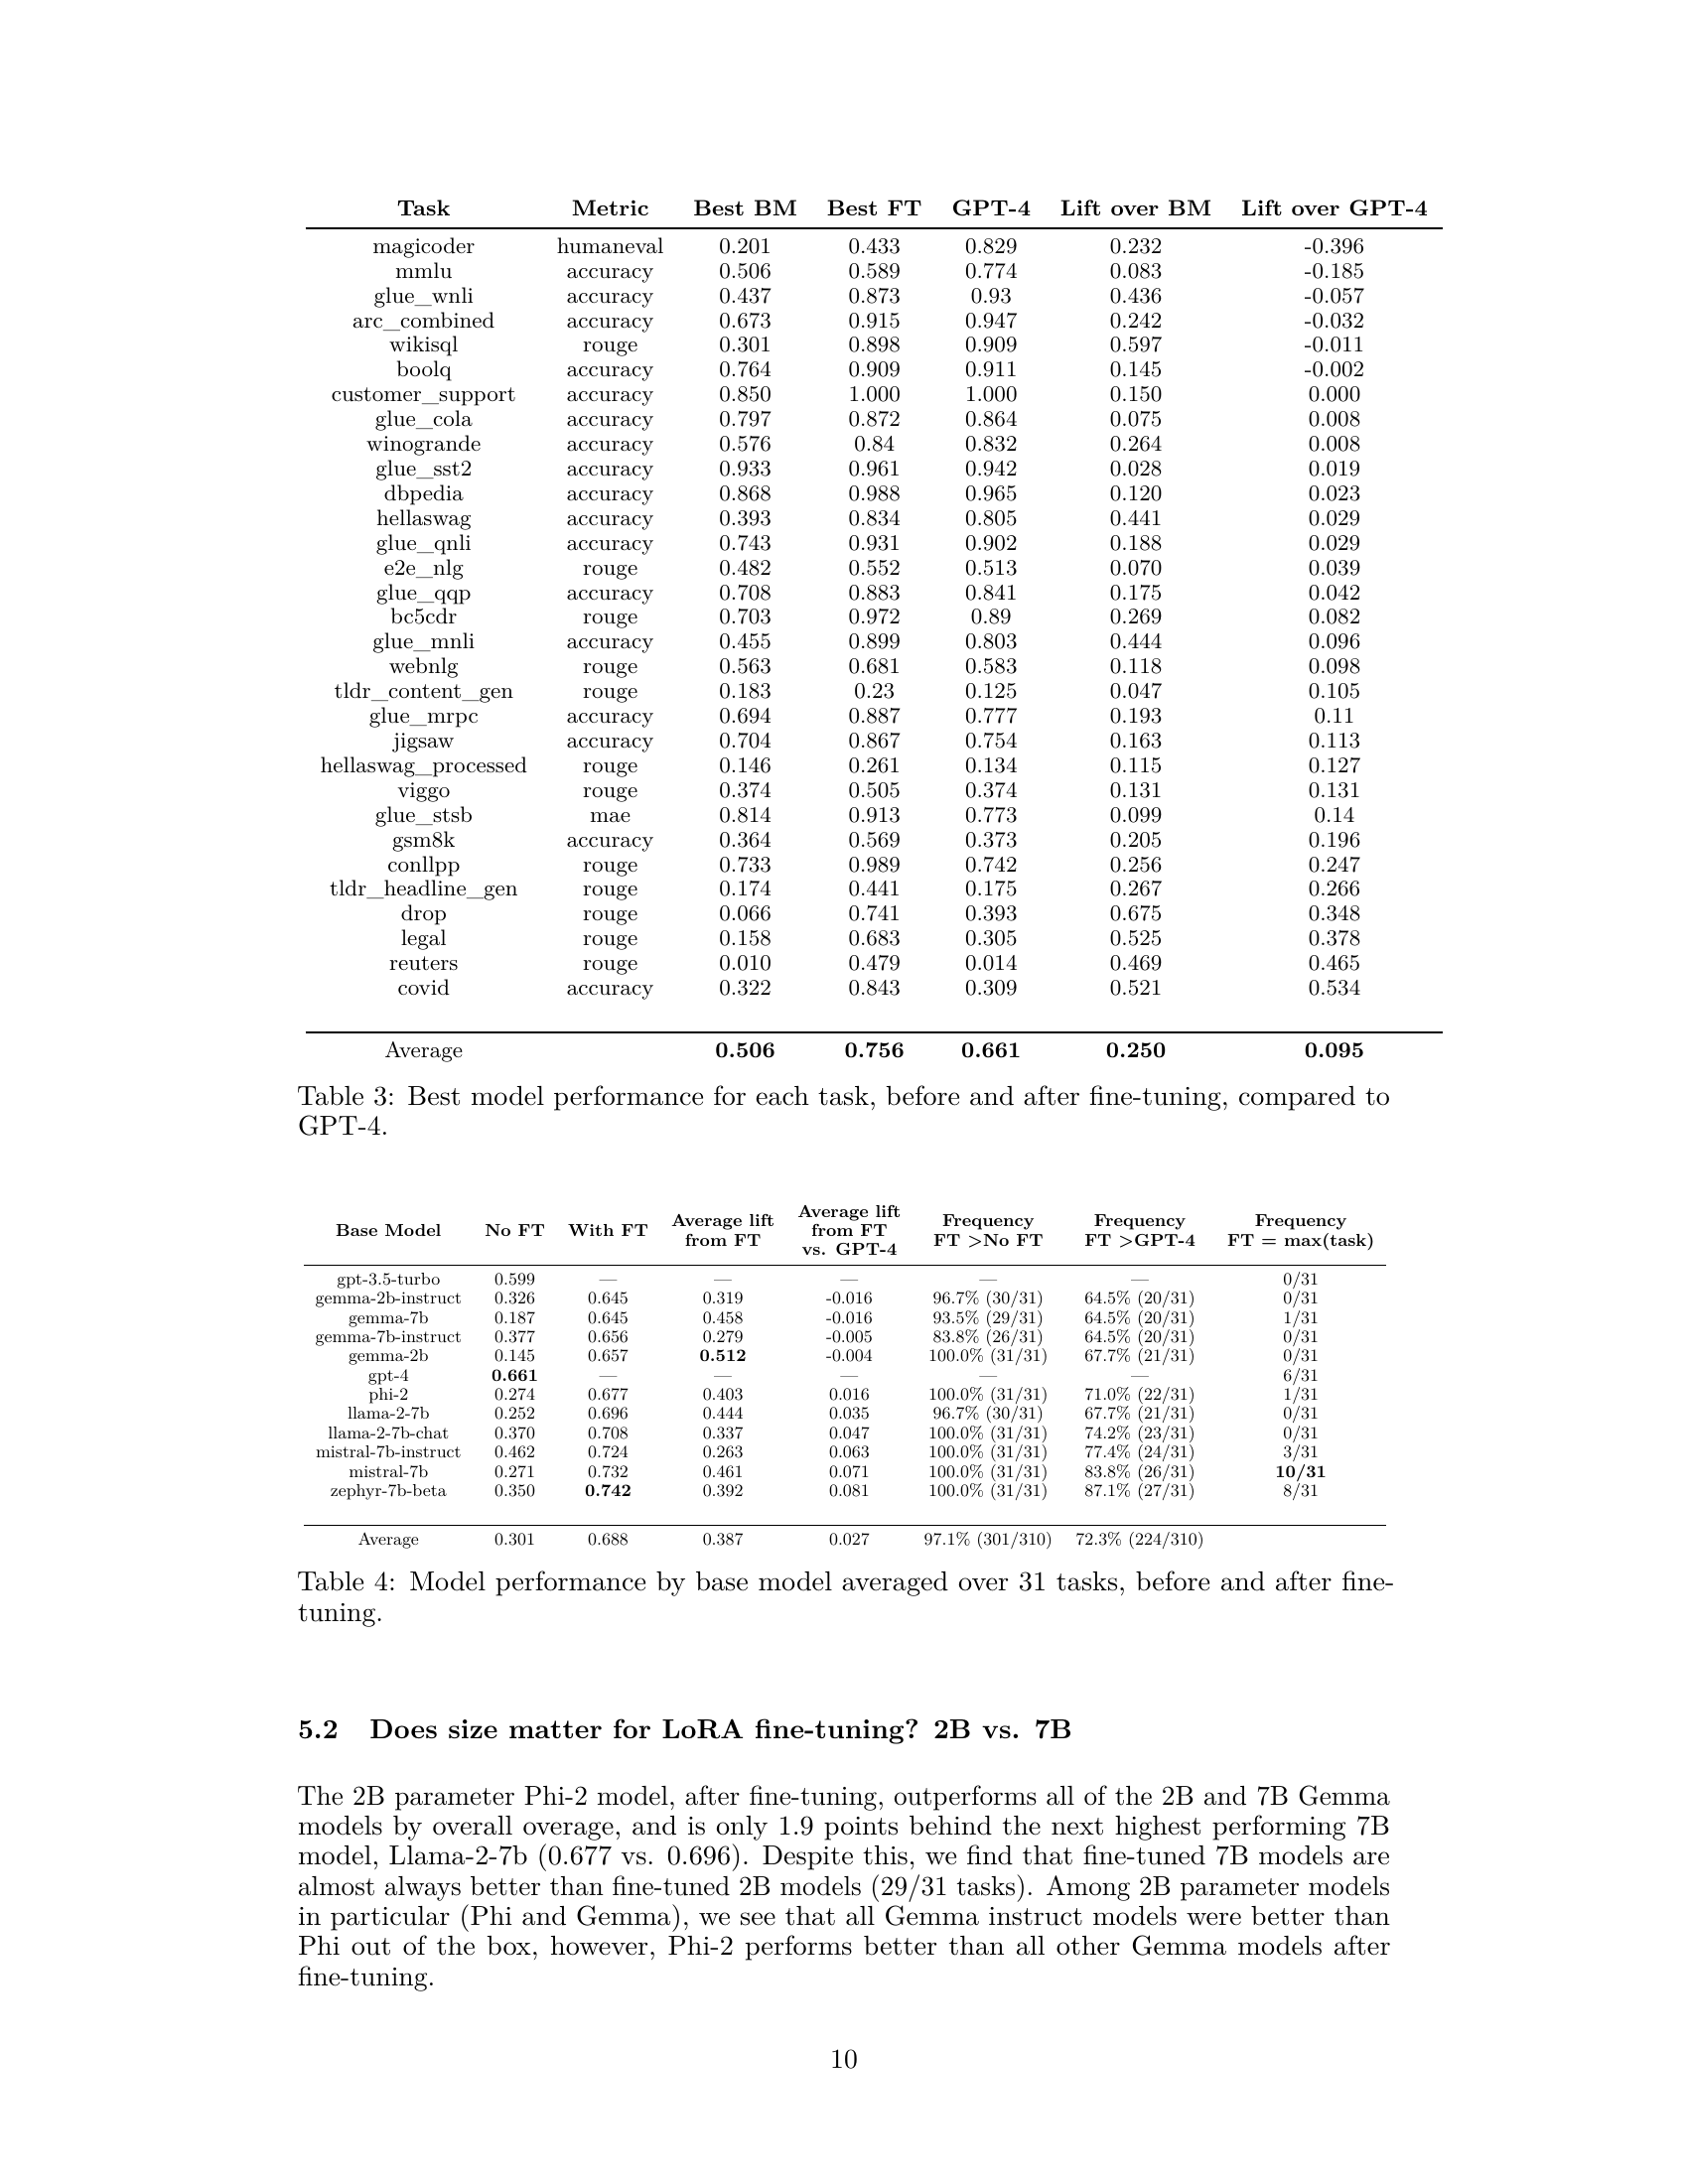 Task Metric Best BM Best FT GPT-4 Lift over BM Lift over GPT-4
magicoder humaneval 0.201 0.433 0.829 0.232 -0.396
mmlu accuracy 0.506 0.589 0.774 0.083 -0.185
glue_wnli accuracy 0.437 0.873 0.93 0.436 -0.057
arc_combined accuracy 0.673 0.915 0.947 0.242 -0.032
wikisql rouge 0.301 0.898 0.909 0.597 -0.011
boolq accuracy 0.764 0.909 0.911 0.145 -0.002
customer_support accuracy 0.850 1.000 1.000 0.150 0.000
glue_cola accuracy 0.797 0.872 0.864 0.075 0.008
winogrande accuracy 0.576 0.84 0.832 0.264 0.008
glue_sst2 accuracy 0.933 0.961 0.942 0.028 0.019
dbpedia accuracy 0.868 0.988 0.965 0.120 0.023
hellaswag accuracy 0.393 0.834 0.805 0.441 0.029
glue_qnli accuracy 0.743 0.931 0.902 0.188 0.029
e2e_nlg rouge 0.482 0.552 0.513 0.070 0.039
glue_qqp accuracy 0.708 0.883 0.841 0.175 0.042
bc5cdr rouge 0.703 0.972 0.89 0.269 0.082
glue_mnli accuracy 0.455 0.899 0.803 0.444 0.096
webnlg rouge 0.563 0.681 0.583 0.118 0.098
tldr_content_gen rouge 0.183 0.23 0.125 0.047 0.105
glue_mrpc accuracy 0.694 0.887 0.777 0.193 0.11
jigsaw accuracy 0.704 0.867 0.754 0.163 0.113
hellaswag_processed rouge 0.146 0.261 0.134 0.115 0.127
viggo rouge 0.374 0.505 0.374 0.131 0.131
glue_stsb mae 0.814 0.913 0.773 0.099 0.14
gsm8k accuracy 0.364 0.569 0.373 0.205 0.196
conllpp rouge 0.733 0.989 0.742 0.256 0.247
tldr_headline_gen rouge 0.174 0.441 0.175 0.267 0.266
drop rouge 0.066 0.741 0.393 0.675 0.348
legal rouge 0.158 0.683 0.305 0.525 0.378
reuters rouge 0.010 0.479 0.014 0.469 0.465
covid accuracy 0.322 0.843 0.309 0.521 0.534
Average 0.506 0.756 0.661 0.250 0.095
Table 3: Best model performance for each task, before and after fine-tuning, compared to
GPT-4.
Base Model No FT With FT Average lift from FT Average lift from FT vs. GPT-4 Frequency FT >No FT Frequency FT >GPT-4 Frequency FT = max(task)
gpt-3.5-turbo 0.599 — — — — — 0/31
gemma-2b-instruct 0.326 0.645 0.319 -0.016 96.7% (30/31) 64.5% (20/31) 0/31
gemma-7b 0.187 0.645 0.458 -0.016 93.5% (29/31) 64.5% (20/31) 1/31
gemma-7b-instruct 0.377 0.656 0.279 -0.005 83.8% (26/31) 64.5% (20/31) 0/31
gemma-2b 0.145 0.657 0.512 -0.004 100.0% (31/31) 67.7% (21/31) 0/31
gpt-4 0.661 — — — — — 6/31
phi-2 0.274 0.677 0.403 0.016 100.0% (31/31) 71.0% (22/31) 1/31
llama-2-7b 0.252 0.696 0.444 0.035 96.7% (30/31) 67.7% (21/31) 0/31
llama-2-7b-chat 0.370 0.708 0.337 0.047 100.0% (31/31) 74.2% (23/31) 0/31
mistral-7b-instruct 0.462 0.724 0.263 0.063 100.0% (31/31) 77.4% (24/31) 3/31
mistral-7b 0.271 0.732 0.461 0.071 100.0% (31/31) 83.8% (26/31) 10/31
zephyr-7b-beta 0.350 0.742 0.392 0.081 100.0% (31/31) 87.1% (27/31) 8/31
Average 0.301 0.688 0.387 0.027 97.1% (301/310) 72.3% (224/310)
Table 4: Model performance by base model averaged over 31 tasks, before and after fine-
tuning.
5.2 Does size matter for LoRA fine-tuning? 2B vs. 7B
The 2B parameter Phi-2 model, after fine-tuning, outperforms all of the 2B and 7B Gemma
models by overall overage, and is only 1.9 points behind the next highest performing 7B
model, Llama-2-7b (0.677 vs. 0.696). Despite this, we find that fine-tuned 7B models are
almost always better than fine-tuned 2B models (29/31 tasks). Among 2B parameter models
in particular (Phi and Gemma), we see that all Gemma instruct models were better than
Phi out of the box, however, Phi-2 performs better than all other Gemma models after
fine-tuning.
10